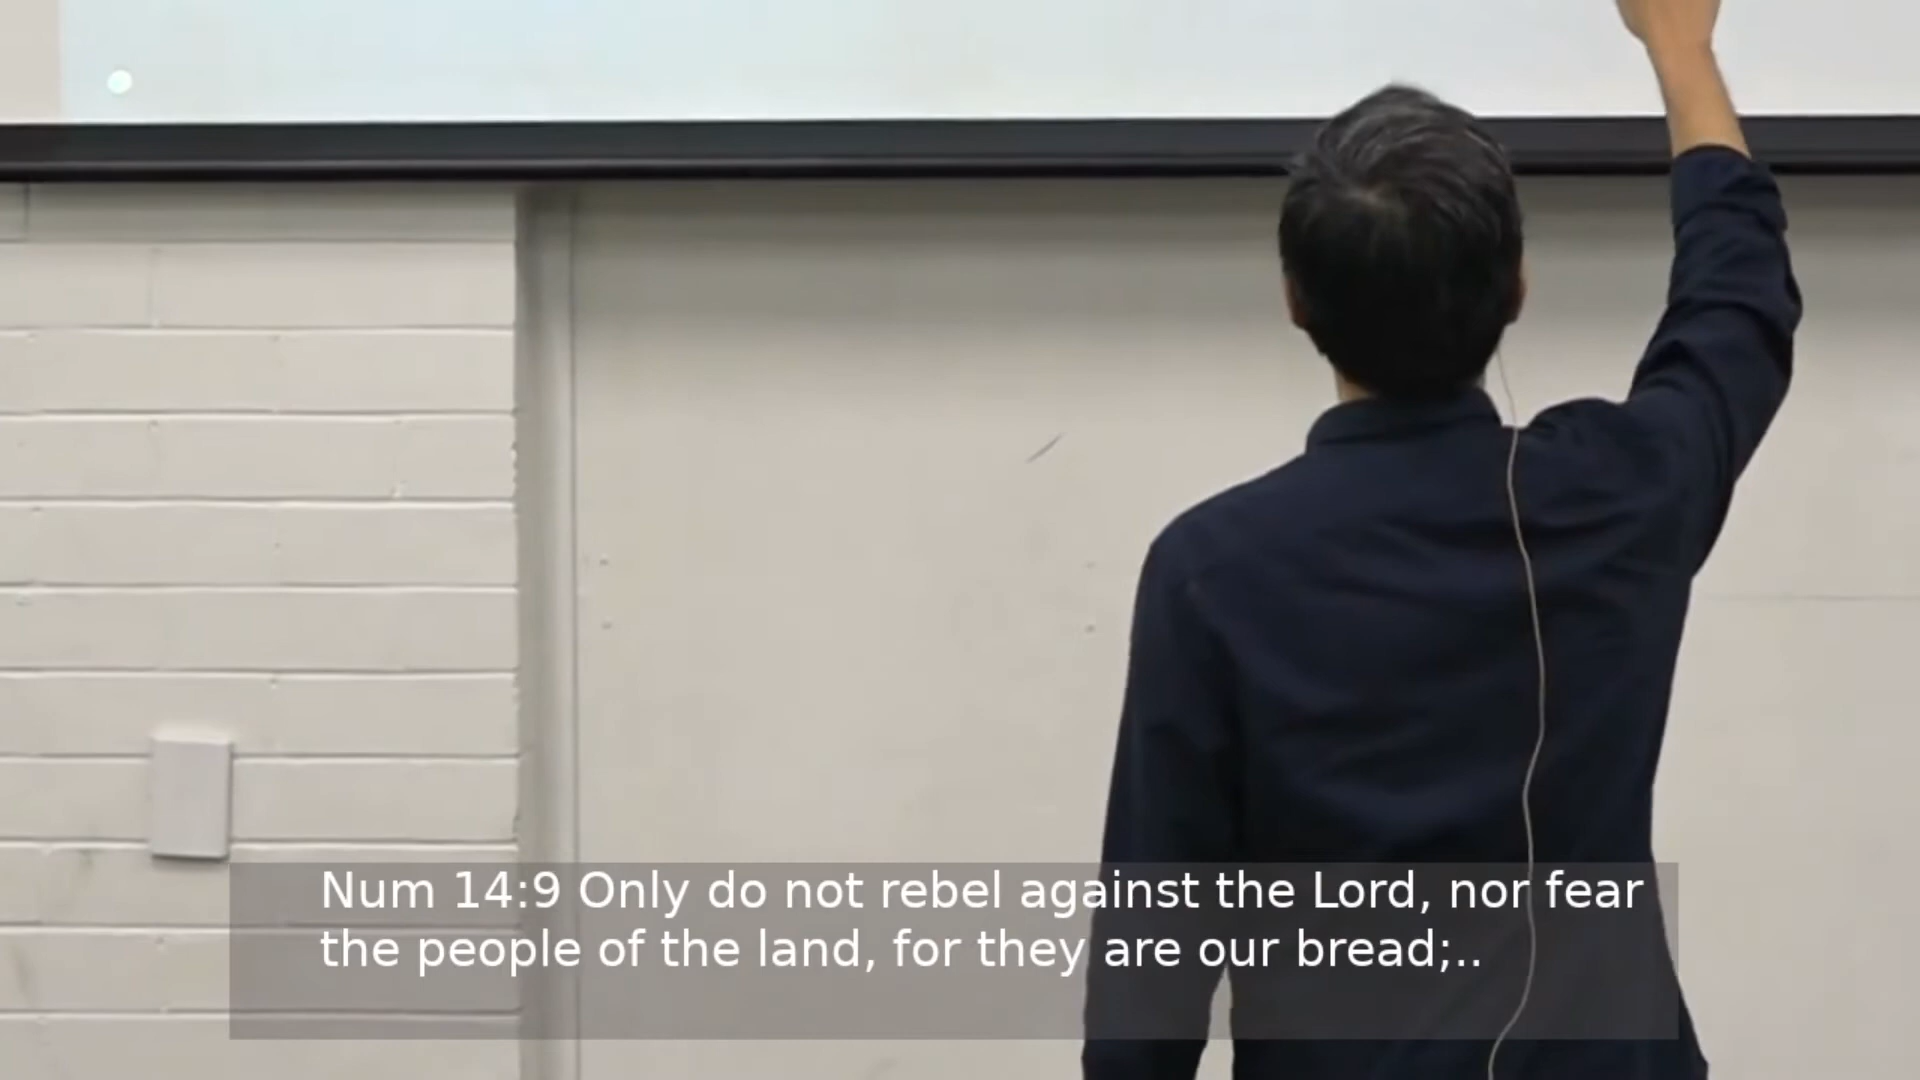 Num 14:9 Only do not rebel against the Lord, nor fear
the people of the land, for they are our bread;..